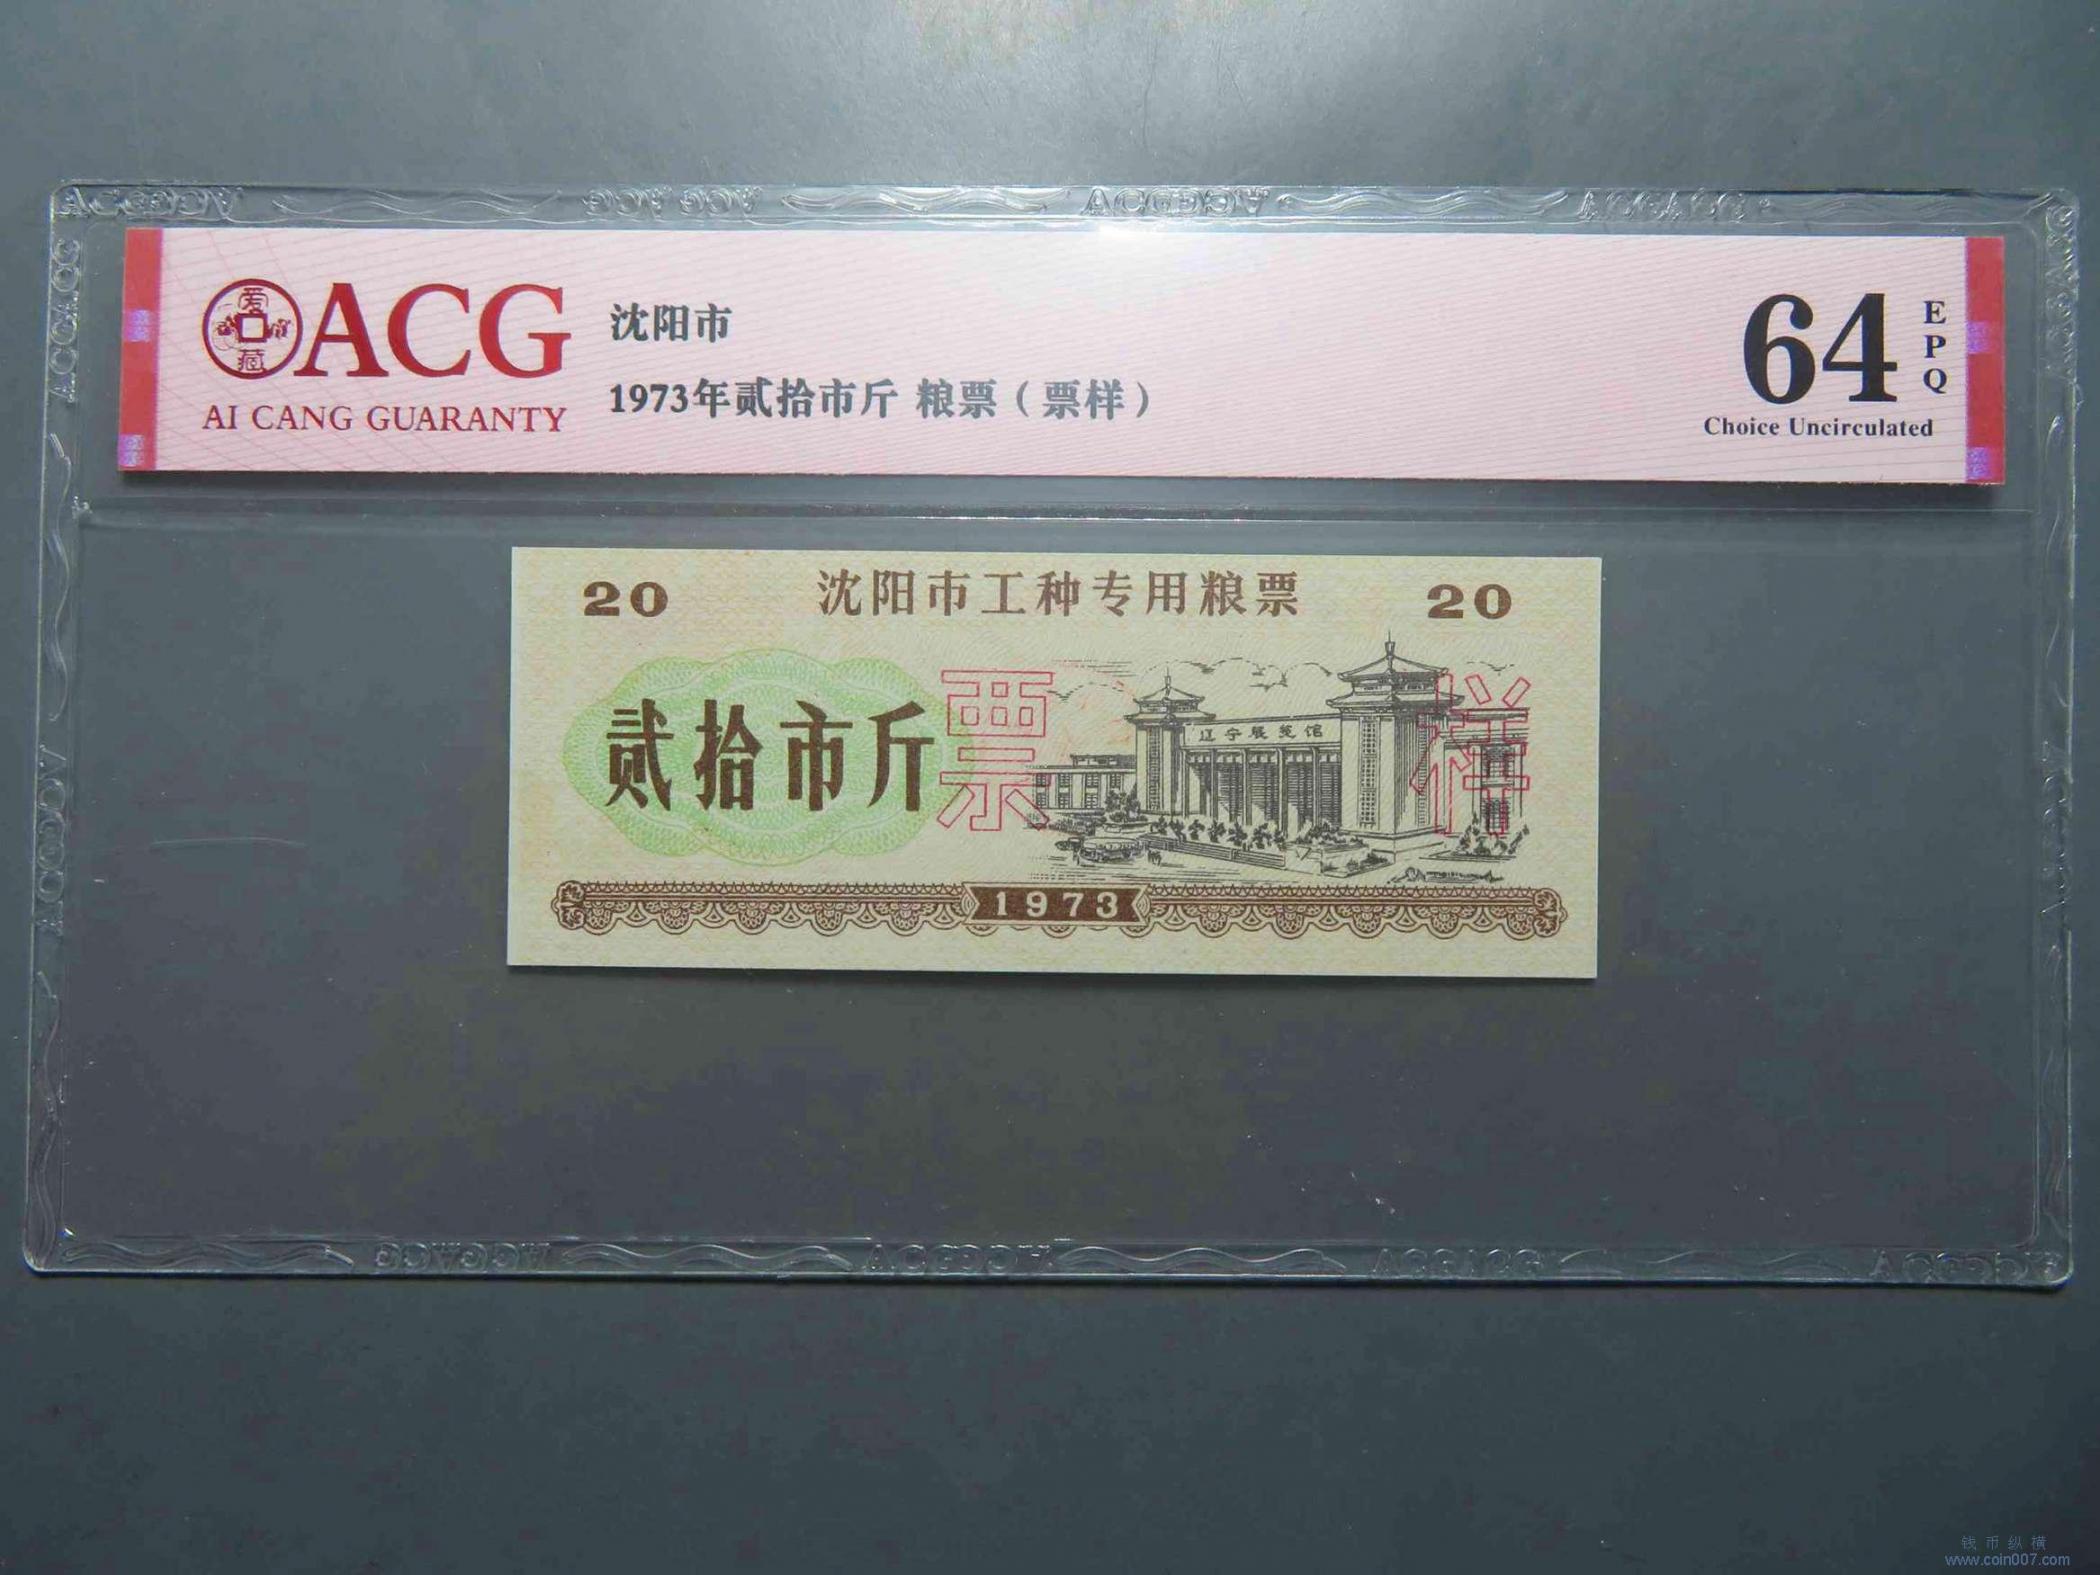 爱藏
ACG
AI CANG GUARANTY
沈阳市
1973年贰拾市斤 粮票（票样）
64
EPQ
Choice Uncirculated
20 沈阳市工种专用粮票 20
贰拾市斤
票样
辽宁展览馆
1973
钱币纵横
www.coin007.com